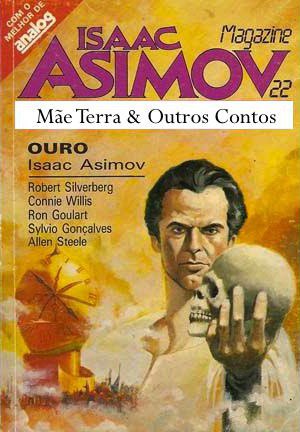 COM O
MELHOR DE
analog
Magazine
ISAAC
ASIMOV
22
Mãe Terra & Outros Contos
OURO
Isaac Asimov
Robert Silverberg
Connie Willis
Ron Goulart
Sylvio Gonçalves
Allen Steele